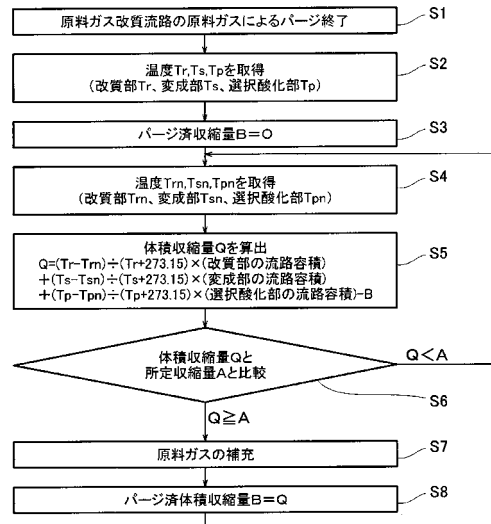 原料ガス改質流路の原料ガスによるパージ終了
S1
温度Tr,Ts,Tpを取得
(改質部Tr、変成部Ts、選択酸化部Tp)
S2
パージ済収縮量B=0
S3
温度Trn,Tsn,Tpnを取得
(改質部Trn、変成部Tsn、選択酸化部Tpn)
S4
体積収縮量Qを算出
Q=(Tr-Trn)÷(Tr+273.15)×(改質部の流路容積)
+(Ts-Tsn)÷(Ts+273.15)×(変成部の流路容積)
+(Tp-Tpn)÷(Tp+273.15)×(選択酸化部の流路容積)-B
S5
体積収縮量Qと
所定収縮量Aと比較
Q<A
S6
Q≧A
原料ガスの補充
S7
パージ済体積収縮量B=Q
S8